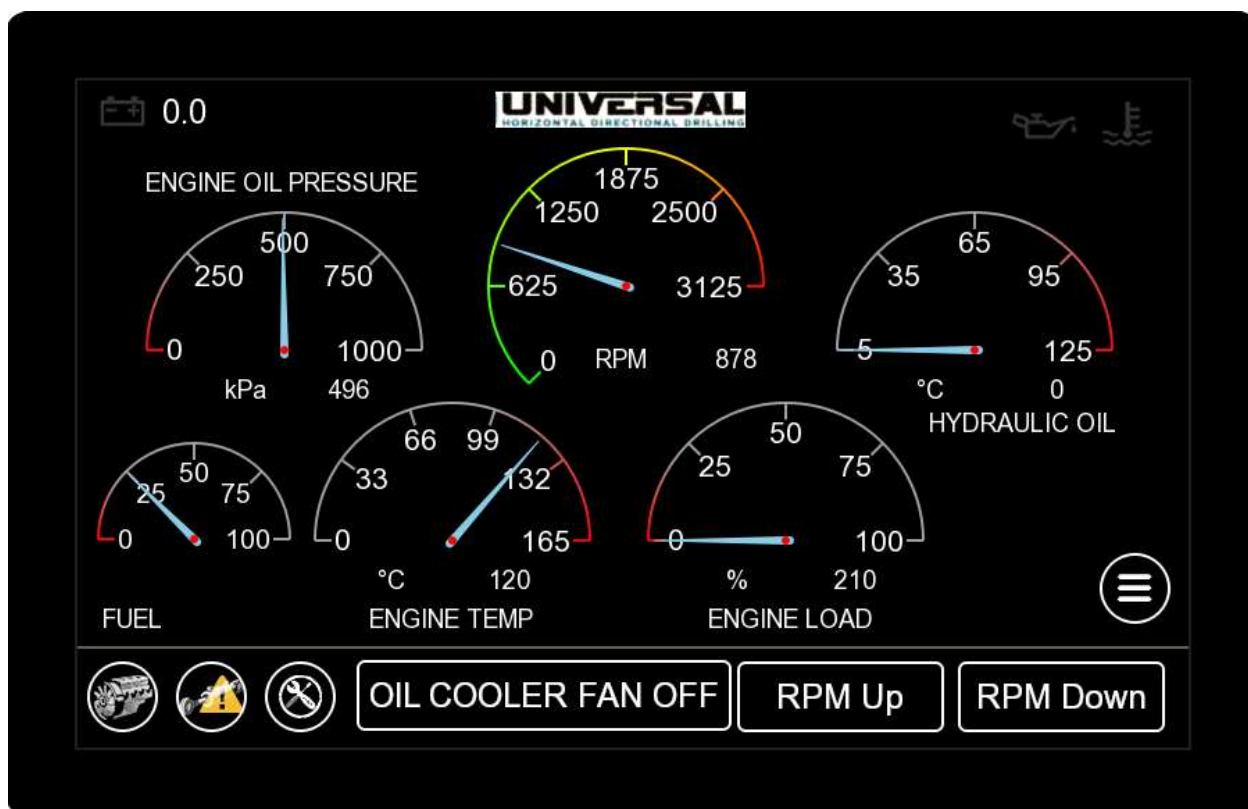 0.0
UNIVERSAL
HORIZONTAL DIRECTIONAL DRILLING
ENGINE OIL PRESSURE
0
250
500
750
1000
kPa 496
0
625
1250
1875
2500
3125
RPM 878
5
35
65
95
125
°C 0
HYDRAULIC OIL
0
25
50
75
100
FUEL
0
33
66
99
132
165
°C 120
ENGINE TEMP
0
25
50
75
100
% 210
ENGINE LOAD
OIL COOLER FAN OFF
RPM Up
RPM Down